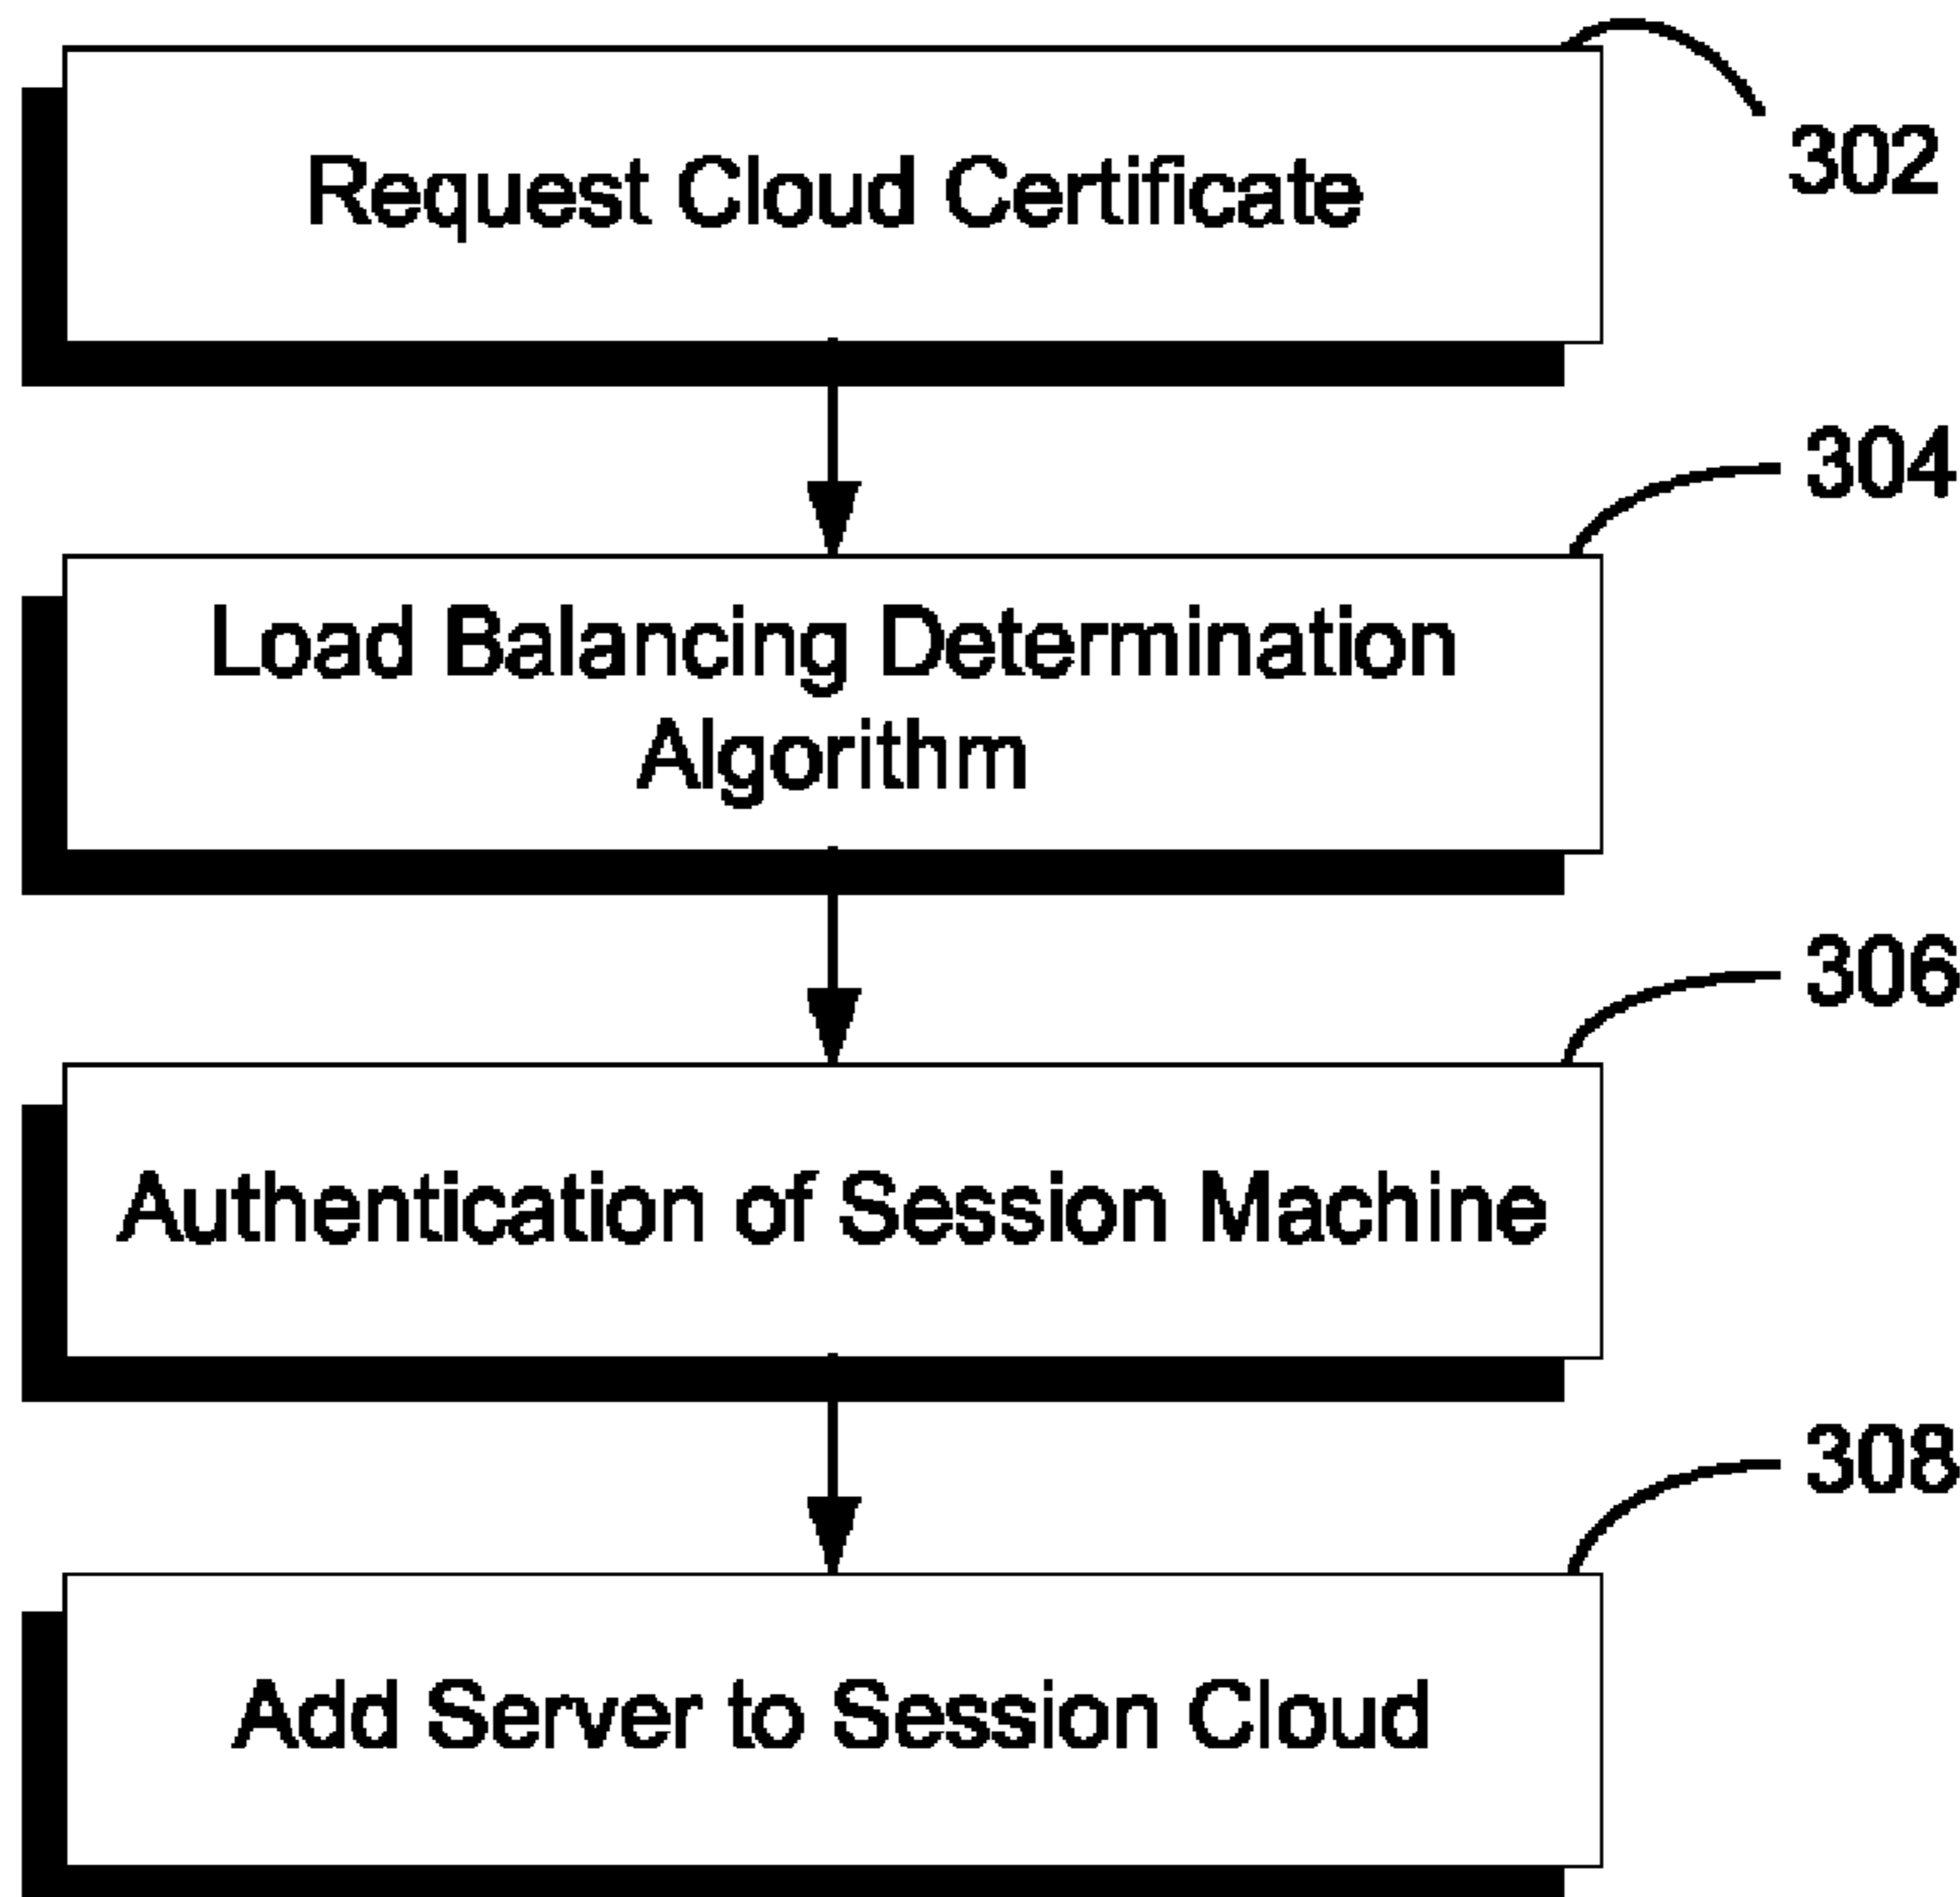 Request Cloud Certificate
302
304
Load Balancing Determination
Algorithm
306
Authentication of Session Machine
308
Add Server to Session Cloud